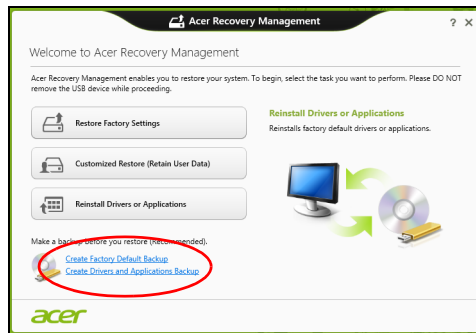 Acer Recovery Management
? X
Welcome to Acer Recovery Management
Acer Recovery Management enables you to restore your system. To begin, select the task you want to perform. Please DO NOT
remove the USB device while proceeding.
Restore Factory Settings
Customized Restore (Retain User Data)
Reinstall Drivers or Applications
Reinstall Drivers or Applications
Reinstalls factory default drivers or applications.
Make a backup before you restore (Recommended).
Create Factory Default Backup
Create Drivers and Applications Backup
acer